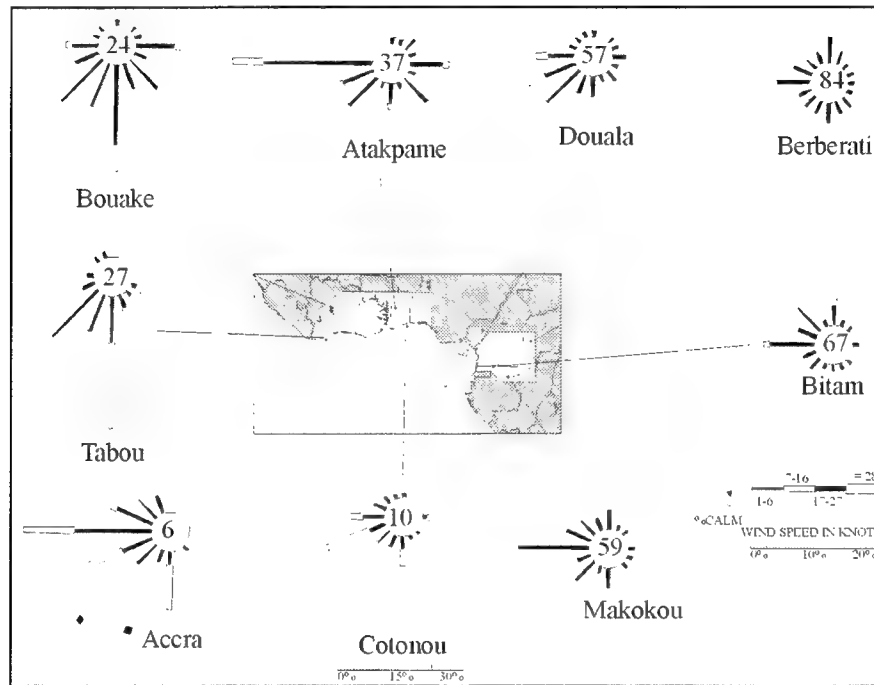 24
37
57
84
Atakpame
Douala
Berberati
Bouake
27
67
Bitam
Tabou
7-16
1-6
17-27
%CALM
WIND SPEED IN KNOT
0% 10% 20%
6
10
59
Makokou
Accra
Cotonou
0% 15% 30%